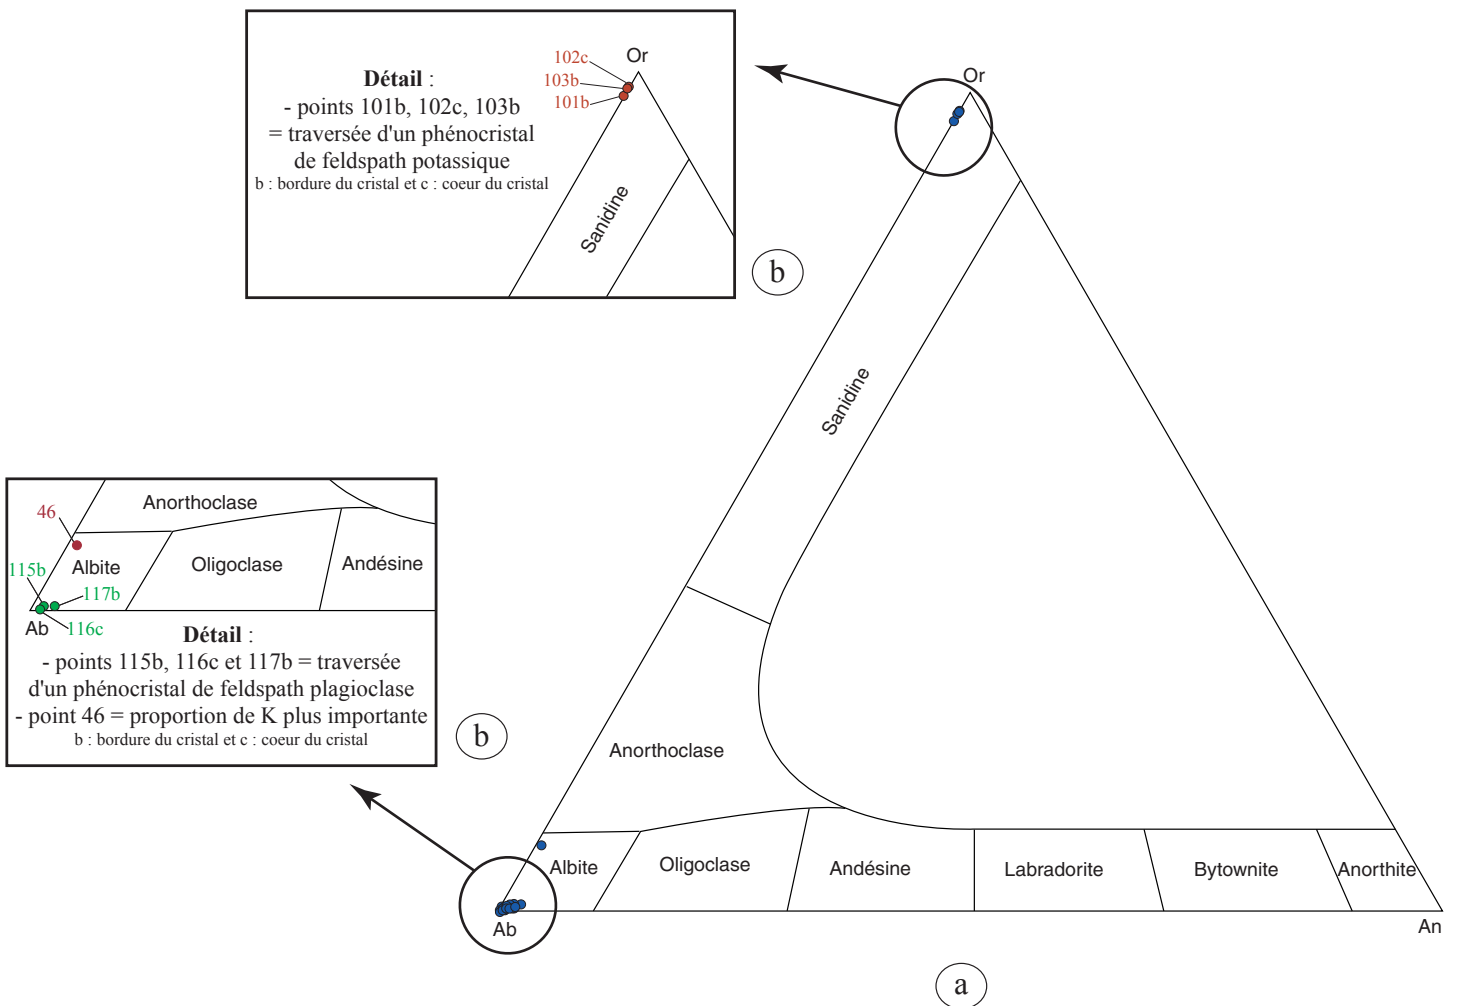 Détail :
- points 101b, 102c, 103b
= traversée d'un phénocristal
de feldspath potassique
b : bordure du cristal et c : coeur du cristal
Or
102c
103b
101b
Sanidine
b
Or
Sanidine
Anorthoclase
Albite
Oligoclase
Andésine
Labradorite
Bytownite
Anorthite
Ab
An
a
Anorthoclase
46
Albite
Oligoclase
Andésine
115b
117b
Ab
116c
Détail :
- points 115b, 116c et 117b = traversée
d'un phénocristal de feldspath plagioclase
- point 46 = proportion de K plus importante
b : bordure du cristal et c : coeur du cristal
b